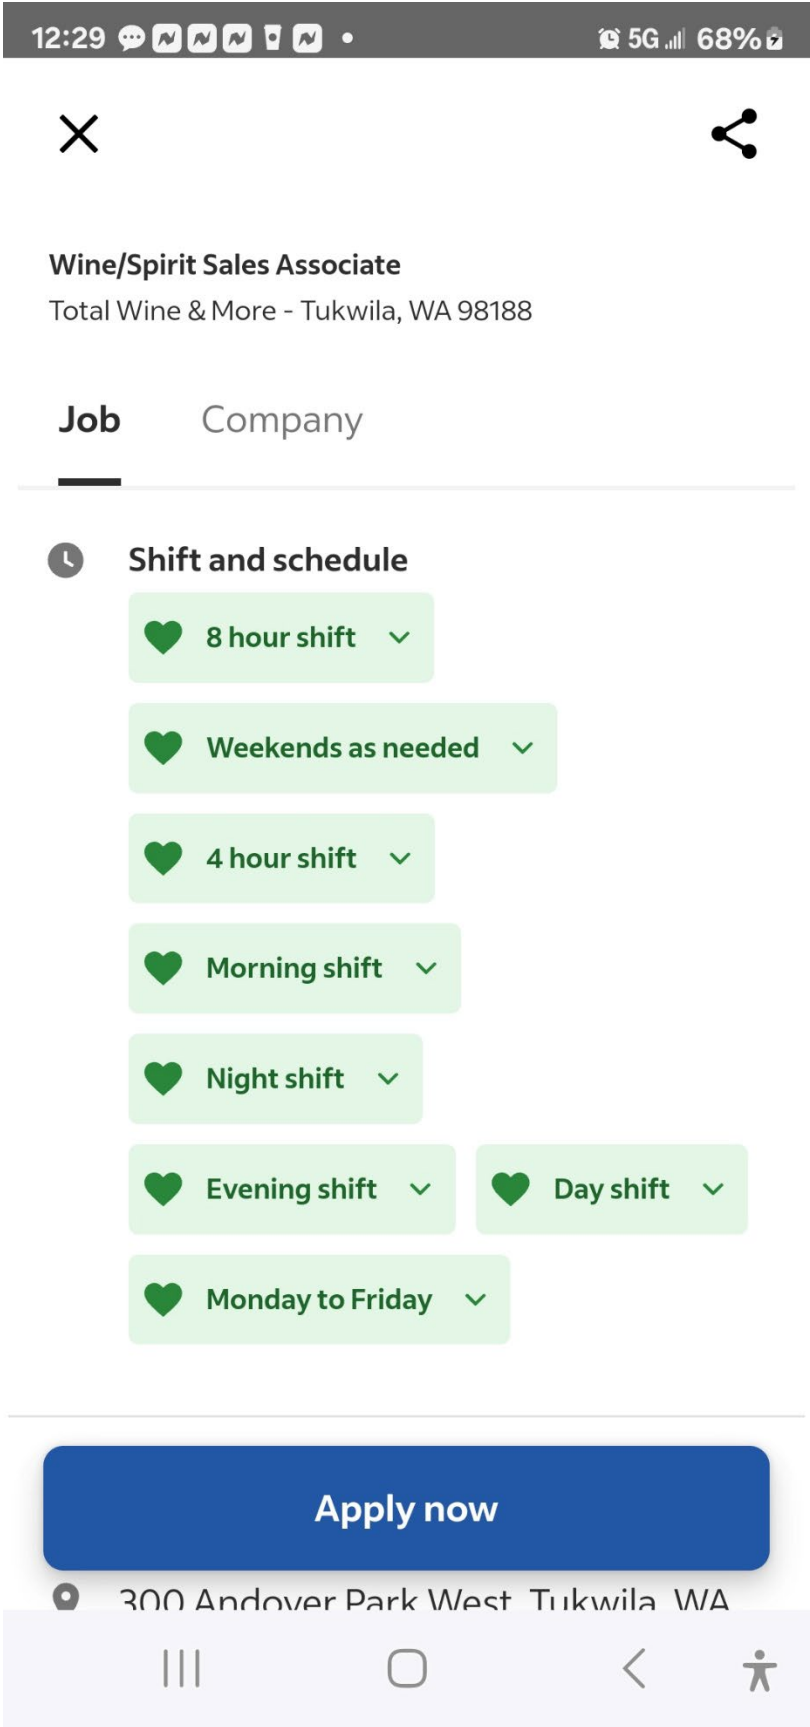 12:29 5G 68%
Wine/Spirit Sales Associate
Total Wine & More - Tukwila, WA 98188
Job Company
Shift and schedule
8 hour shift
Weekends as needed
4 hour shift
Morning shift
Night shift
Evening shift Day shift
Monday to Friday
Apply now
300 Andover Park West, Tukwila, WA